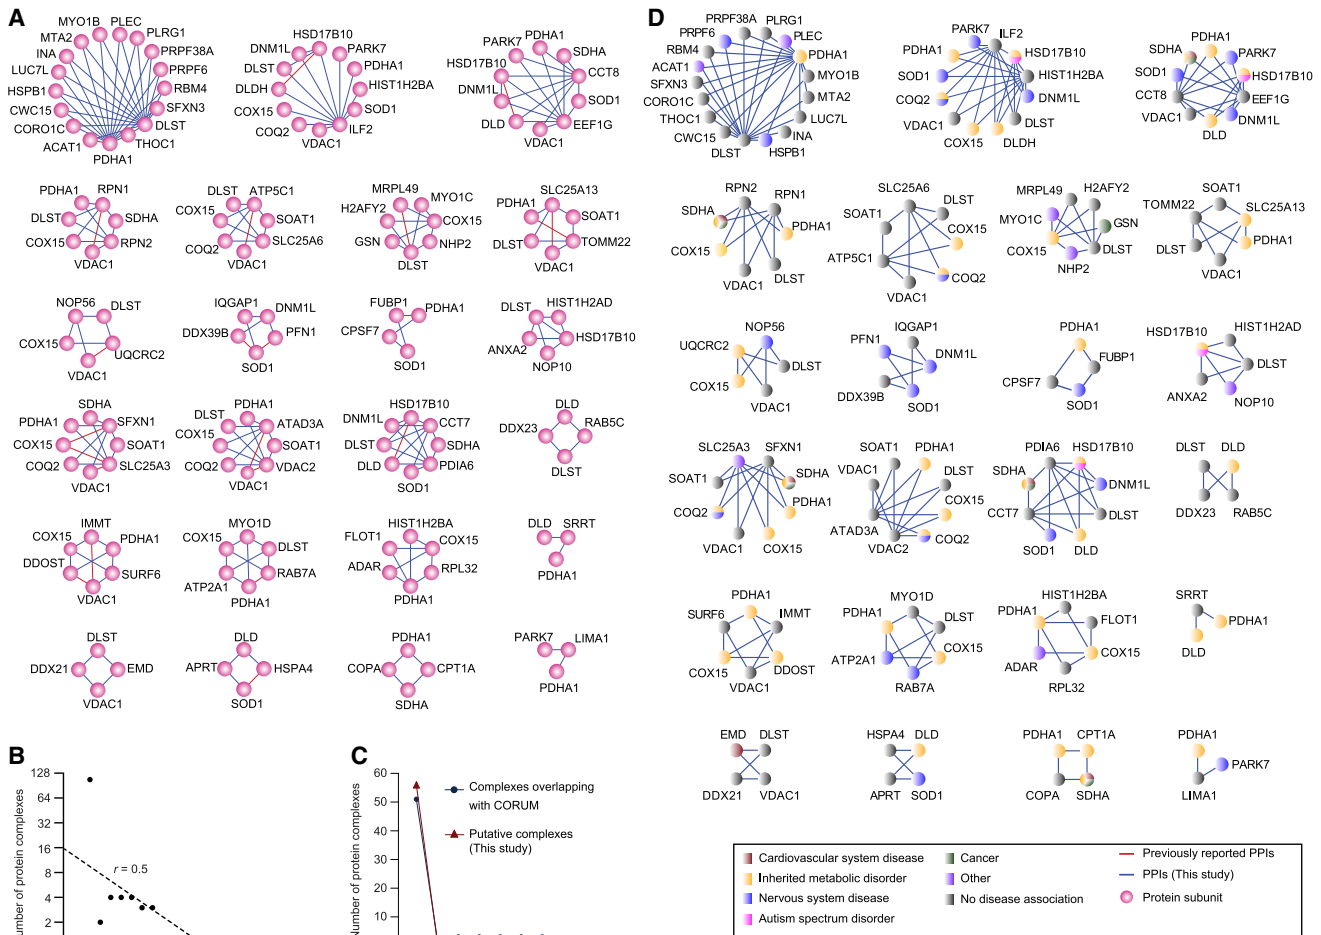 A
MYO1B PLEC
MTA2 PLRG1
INA PRPF38A
LUC7L PRPF6
HSPB1 RBM4
CWC15 SFXN3
CORO1C DLST
ACAT1 THOC1
PDHA1
HSD17B10
DNM1L PARK7
DLST PDHA1
DLDH HIST1H2BA
COX15 SOD1
COQ2 ILF2
VDAC1
PDHA1
PARK7 SDHA
HSD17B10 CCT8
DNM1L SOD1
DLD EEF1G
VDAC1
PDHA1 RPN1
DLST SDHA
COX15 RPN2
VDAC1
DLST ATP5C1
COX15 SOAT1
COQ2 SLC25A6
VDAC1
MRPL49 MYO1C
H2AFY2 COX15
GSN NHP2
DLST
SLC25A13
PDHA1 SOAT1
DLST TOMM22
VDAC1
NOP56 DLST
COX15 UQCRC2
VDAC1
IQGAP1 DNM1L
DDX39B PFN1
SOD1
FUBP1 PDHA1
CPSF7
SOD1
DLST HIST1H2AD
HSD17B10
ANXA2 NOP10
SDHA
PDHA1 SFXN1
COX15 SOAT1
COQ2 SLC25A3
VDAC1
PDHA1
DLST ATAD3A
COX15 SOAT1
COQ2 VDAC2
VDAC1
HSD17B10
DNM1L CCT7
DLST SDHA
DLD PDIA6
SOD1
DLD
DDX23 RAB5C
DLST
IMMT
COX15 PDHA1
DDOST SURF6
VDAC1
MYO1D
COX15 DLST
RAB7A
ATP2A1 PDHA1
HIST1H2BA
FLOT1 COX15
ADAR RPL32
PDHA1
DLD SRRT
PDHA1
DLST
DDX21 EMD
VDAC1
DLD
APRT HSPA4
SOD1
PDHA1
COPA CPT1A
SDHA
PARK7 LIMA1
PDHA1
B
128
64
32
16
8
4
2
r = 0.5
umber of protein complexes
C
60
50
40
30
20
10
Number of protein complexes
Complexes overlapping
with CORUM
Putative complexes
(This study)
D
PRPF38A PLRG1
PRPF6 PLEC
RBM4 PDHA1
ACAT1 MYO1B
SFXN3 MTA2
CORO1C LUC7L
THOC1 INA
CWC15 HSPB1
DLST
PARK7 ILF2
PDHA1 HSD17B10
SOD1 HIST1H2BA
COQ2 DNM1L
VDAC1 DLST
COX15 DLDH
PDHA1
SDHA PARK7
SOD1 HSD17B10
CCT8 EEF1G
VDAC1 DNM1L
DLD
RPN2 RPN1
SDHA PDHA1
COX15 DLST
VDAC1
SLC25A6
SOAT1 DLST
COX15
ATP5C1 COQ2
VDAC1
MRPL49 H2AFY2
MYO1C GSN
COX15 DLST
NHP2
SOAT1
TOMM22 SLC25A13
DLST PDHA1
VDAC1
NOP56
UQCRC2 DLST
COX15
VDAC1
IQGAP1
PFN1 DNM1L
DDX39B
SOD1
PDHA1
FUBP1
CPSF7
SOD1
HSD17B10 HIST1H2AD
DLST
ANXA2 NOP10
SLC25A3 SFXN1
SOAT1 SDHA
COQ2 PDHA1
VDAC1 COX15
SOAT1 PDHA1
VDAC1 DLST
COX15
ATAD3A COQ2
VDAC2
PDIA6 HSD17B10
SDHA DNM1L
CCT7 DLST
SOD1 DLD
DLST DLD
DDX23 RAB5C
PDHA1
SURF6 IMMT
COX15 DDOST
VDAC1
MYO1D
PDHA1 DLST
ATP2A1 COX15
RAB7A
HIST1H2BA
PDHA1 FLOT1
ADAR COX15
RPL32
SRRT
PDHA1
DLD
EMD DLST
DDX21 VDAC1
HSPA4 DLD
APRT SOD1
PDHA1 CPT1A
COPA SDHA
PDHA1
PARK7
LIMA1
Cardiovascular system disease
Inherited metabolic disorder
Nervous system disease
Autism spectrum disorder
Cancer
Other
No disease association
Previously reported PPIs
PPIs (This study)
Protein subunit